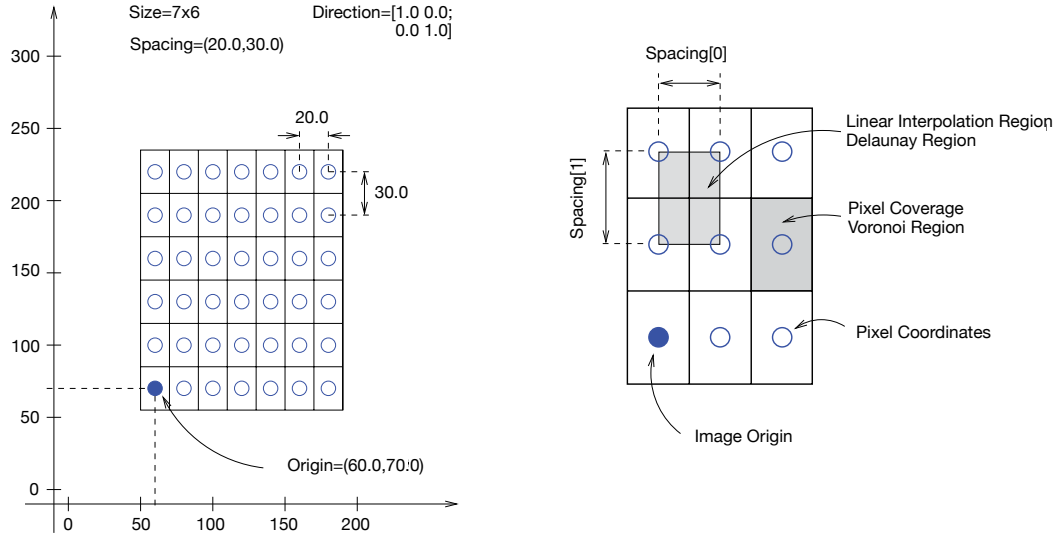 Size=7x6
Direction=[1.0 0.0;
0.0 1.0]
Spacing=(20.0,30.0)
300
250
200
150
100
50
0
0
50
100
150
200
20.0
30.0
Origin=(60.0,70.0)
Spacing[0]
Spacing[1]
Linear Interpolation Region
Delaunay Region
Pixel Coverage
Voronoi Region
Pixel Coordinates
Image Origin